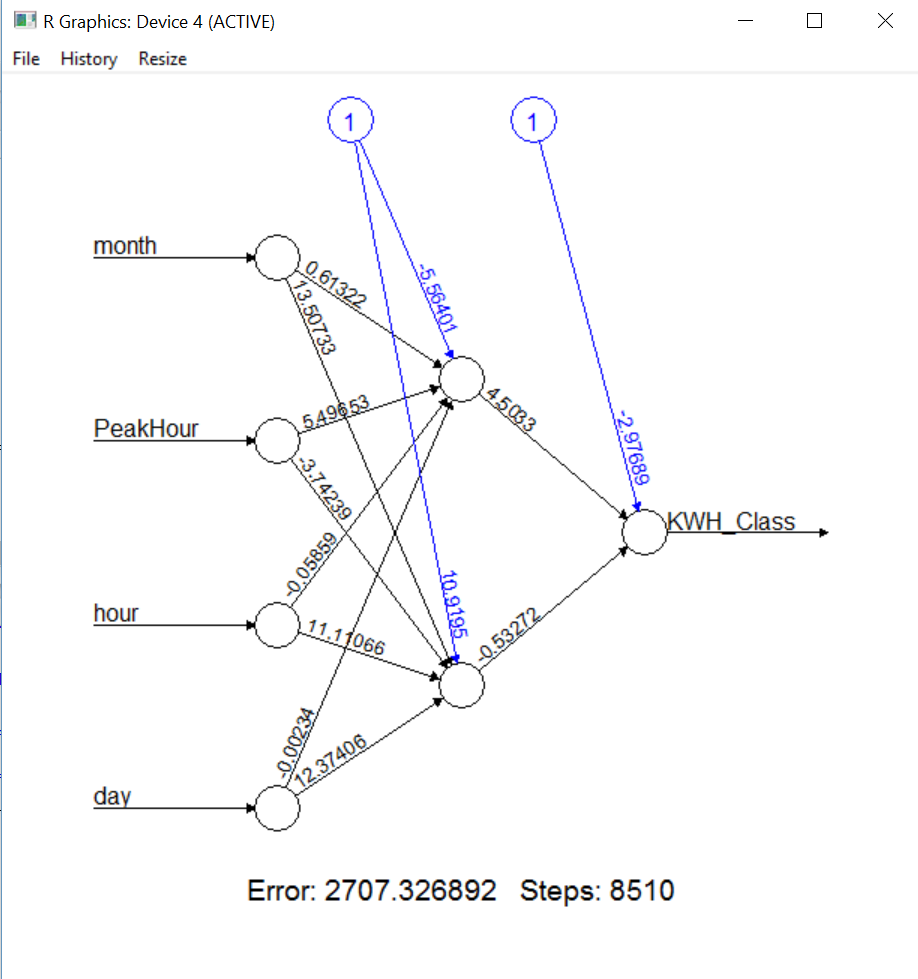 R Graphics: Device 4 (ACTIVE)
File History Resize
1
1
month
0.61322
13.50733
-5.56401
PeakHour
5.49653
-3.74239
4.5033
-2.97689
KWH_Class
hour
-0.05859
11.11066
10.9195
-0.53272
day
-0.00234
12.37406
Error: 2707.326892 Steps: 8510